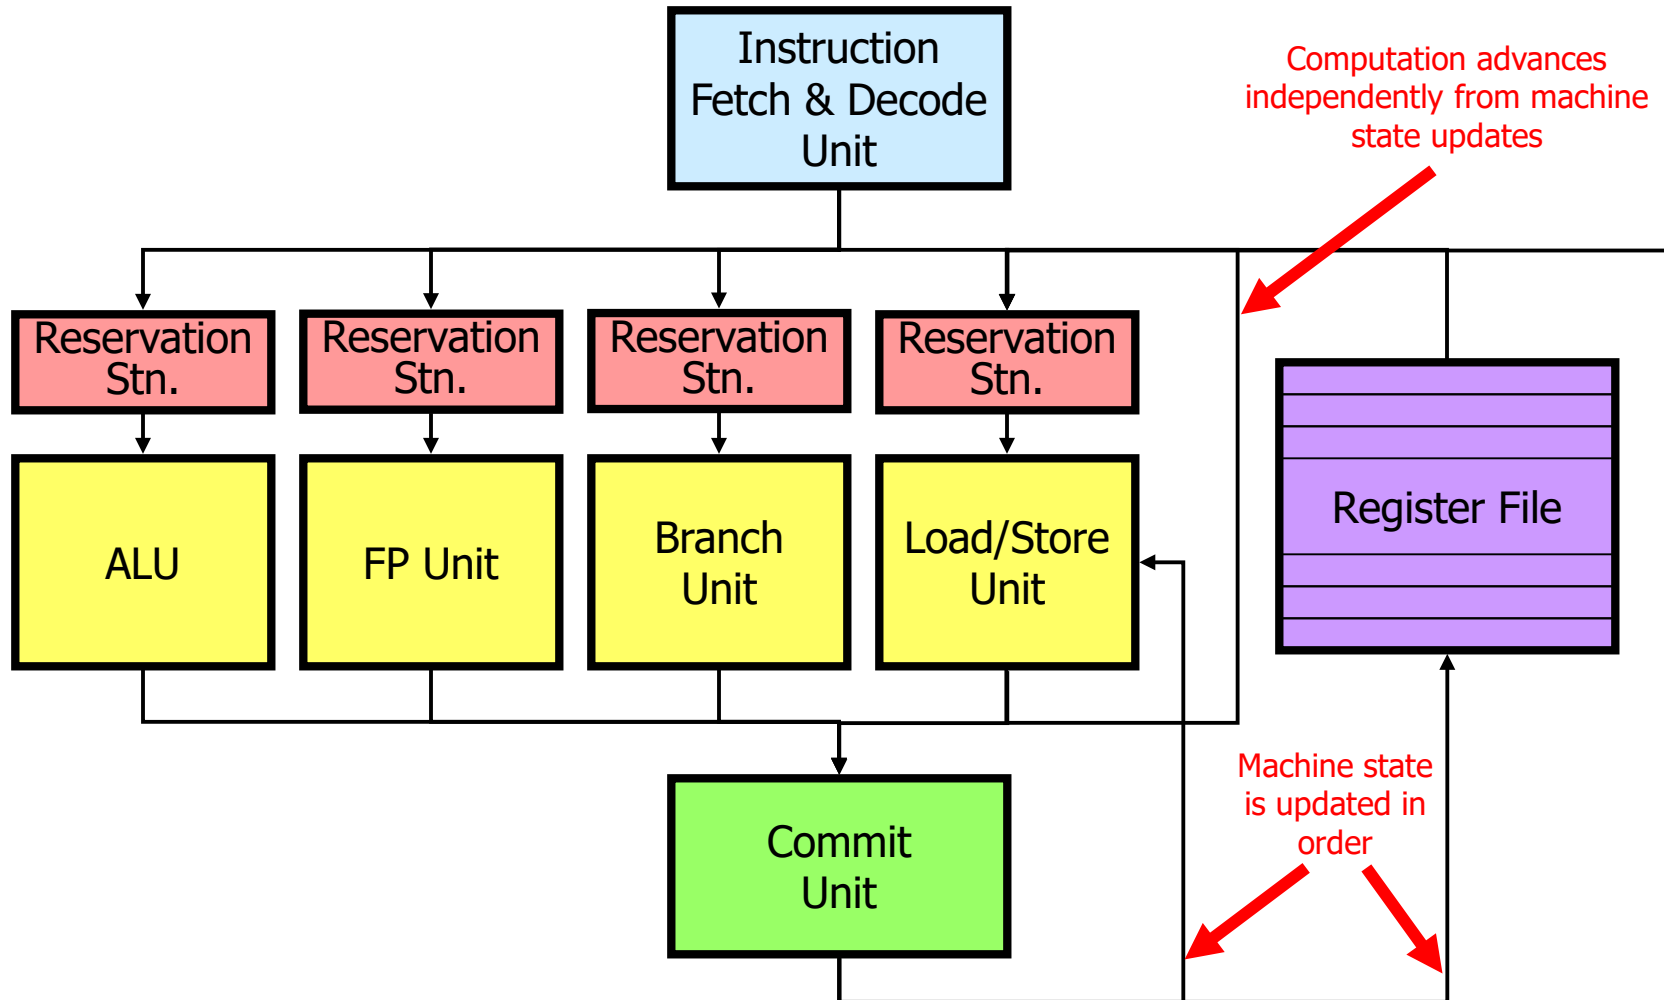 Instruction
Fetch & Decode
Unit
Computation advances
independently from machine
state updates
Reservation
Stn.
Reservation
Stn.
Reservation
Stn.
Reservation
Stn.
ALU
FP Unit
Branch
Unit
Load/Store
Unit
Register File
Machine state
is updated in
order
Commit
Unit